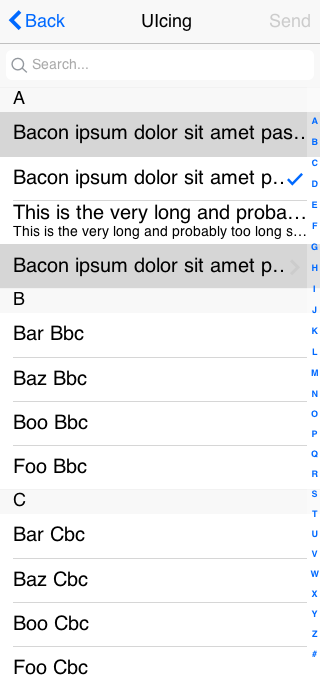 Back UIcing Send
Search...
A
Bacon ipsum dolor sit amet pas...
Bacon ipsum dolor sit amet p...
This is the very long and proba...
This is the very long and probably too long s...
Bacon ipsum dolor sit amet p...
B
Bar Bbc
Baz Bbc
Boo Bbc
Foo Bbc
C
Bar Cbc
Baz Cbc
Boo Cbc
Foo Cbc
A
B
C
D
E
F
G
H
I
J
K
L
M
N
O
P
Q
R
S
T
U
V
W
X
Y
Z
#